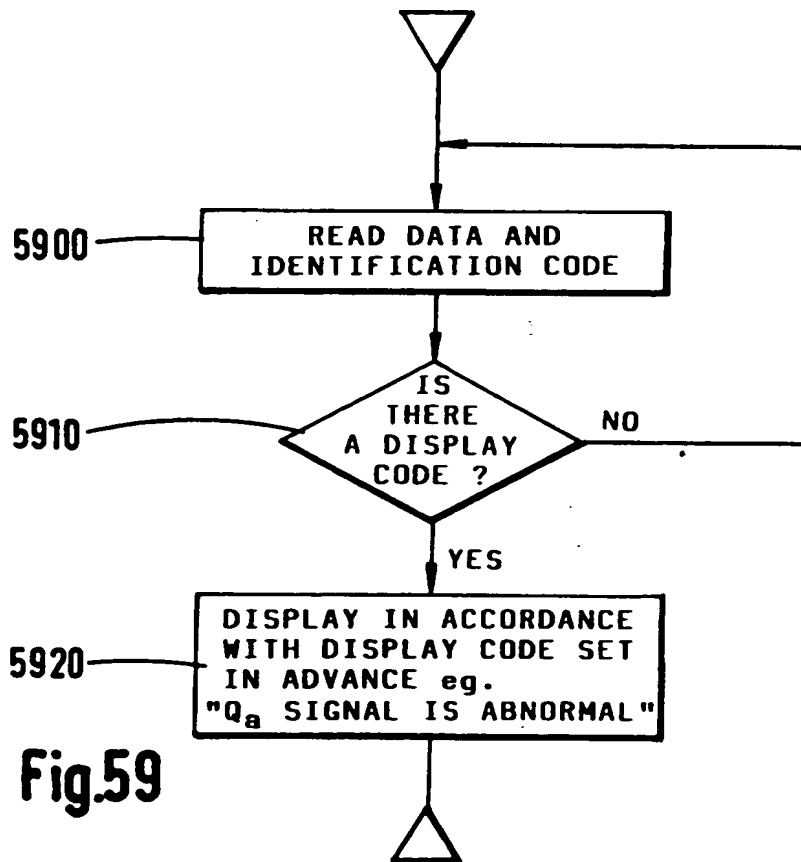 5900
READ DATA AND
IDENTIFICATION CODE
5910
IS
THERE
A DISPLAY
CODE ?
NO
YES
5920
DISPLAY IN ACCORDANCE
WITH DISPLAY CODE SET
IN ADVANCE eg.
"Qa SIGNAL IS ABNORMAL"
Fig.59